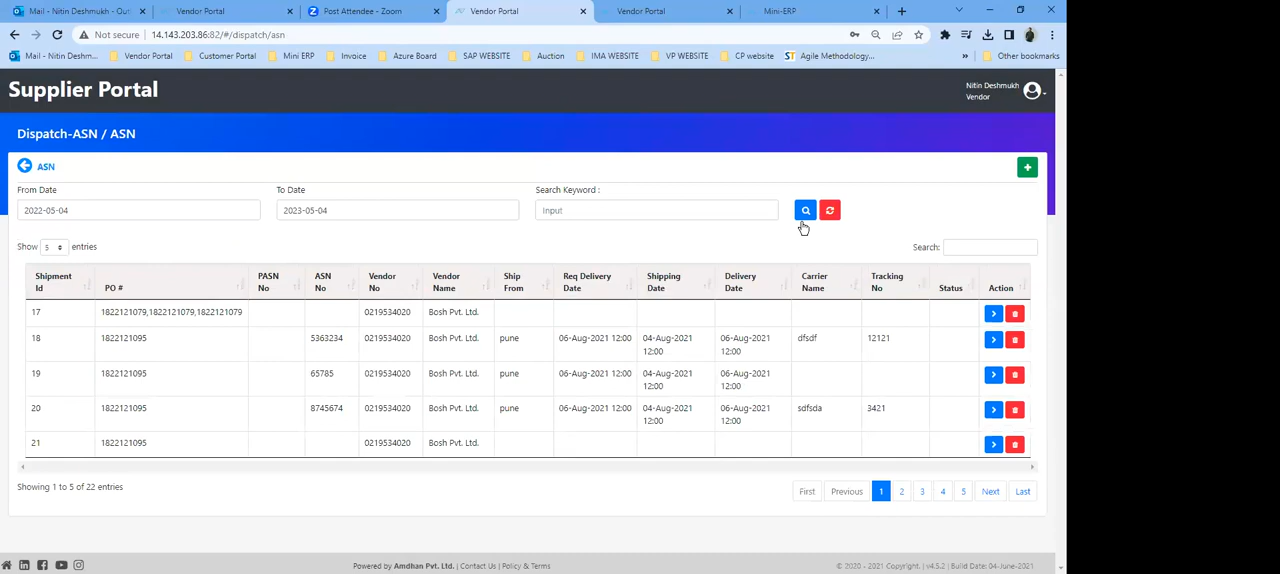 Mail - Nitin Deshmukh - Out Vendor Portal Post Attendee - Zoom Vendor Portal Vendor Portal Mini-ERP
Not secure 14.143.203.86:82/#/dispatch/asn
Mail - Nitin Deshm... Vendor Portal Customer Portal Mini ERP Invoice Azure Board SAP WEBSITE Auction IMA WEBSITE VP WEBSITE CP website ST Agile Methodology... » Other bookmarks
Supplier Portal
Nitin Deshmukh
Vendor
Dispatch-ASN / ASN
ASN
From Date To Date Search Keyword :
2022-05-04 2023-05-04 Input
Show 5 entries Search:
Shipment Id PO # PASN No ASN No Vendor No Vendor Name Ship From Req Delivery Date Shipping Date Delivery Date Carrier Name Tracking No Status Action
17 1822121079,1822121079,1822121079 0219534020 Bosh Pvt. Ltd.
18 1822121095 5363234 0219534020 Bosh Pvt. Ltd. pune 06-Aug-2021 12:00 04-Aug-2021 12:00 06-Aug-2021 12:00 dfsdf 12121
19 1822121095 65785 0219534020 Bosh Pvt. Ltd. pune 06-Aug-2021 12:00 04-Aug-2021 12:00 06-Aug-2021 12:00
20 1822121095 8745674 0219534020 Bosh Pvt. Ltd. pune 06-Aug-2021 12:00 04-Aug-2021 12:00 06-Aug-2021 12:00 sdfsda 3421
21 1822121095 0219534020 Bosh Pvt. Ltd.
Showing 1 to 5 of 22 entries First Previous 1 2 3 4 5 Next Last
Powered by Amdhan Pvt. Ltd. | Contact Us | Policy & Terms © 2020 - 2021 Copyright. | v4.5.2 | Build Date: 04-June-2021